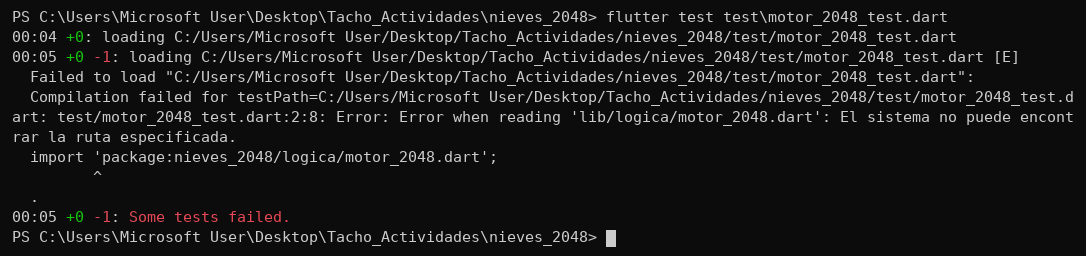 PS C:\Users\Microsoft User\Desktop\Tacho_Actividades\nieves_2048> flutter test test\motor_2048_test.dart
00:04 +0: loading C:/Users/Microsoft User/Desktop/Tacho_Actividades/nieves_2048/test/motor_2048_test.dart
00:05 +0 -1: loading C:/Users/Microsoft User/Desktop/Tacho_Actividades/nieves_2048/test/motor_2048_test.dart [E]
  Failed to load "C:/Users/Microsoft User/Desktop/Tacho_Actividades/nieves_2048/test/motor_2048_test.dart":
  Compilation failed for testPath=C:/Users/Microsoft User/Desktop/Tacho_Actividades/nieves_2048/test/motor_2048_test.d
art: test/motor_2048_test.dart:2:8: Error: Error when reading 'lib/logica/motor_2048.dart': El sistema no puede encont
rar la ruta especificada.
  import 'package:nieves_2048/logica/motor_2048.dart';
         ^
  .
00:05 +0 -1: Some tests failed.
PS C:\Users\Microsoft User\Desktop\Tacho_Actividades\nieves_2048>